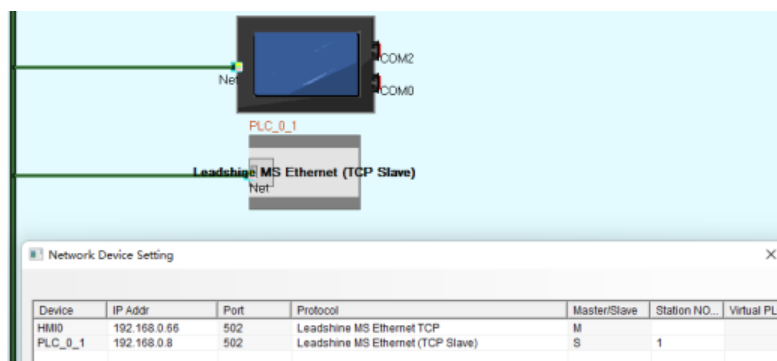 COM2
Net
COM0
PLC_0_1
Leadshine MS Ethernet (TCP Slave)
Net
Network Device Setting
Device IP Addr Port Protocol Master/Slave Station NO... Virtual PL
HMI0 192.168.0.66 502 Leadshine MS Ethernet TCP M
PLC_0_1 192.168.0.8 502 Leadshine MS Ethernet (TCP Slave) S 1